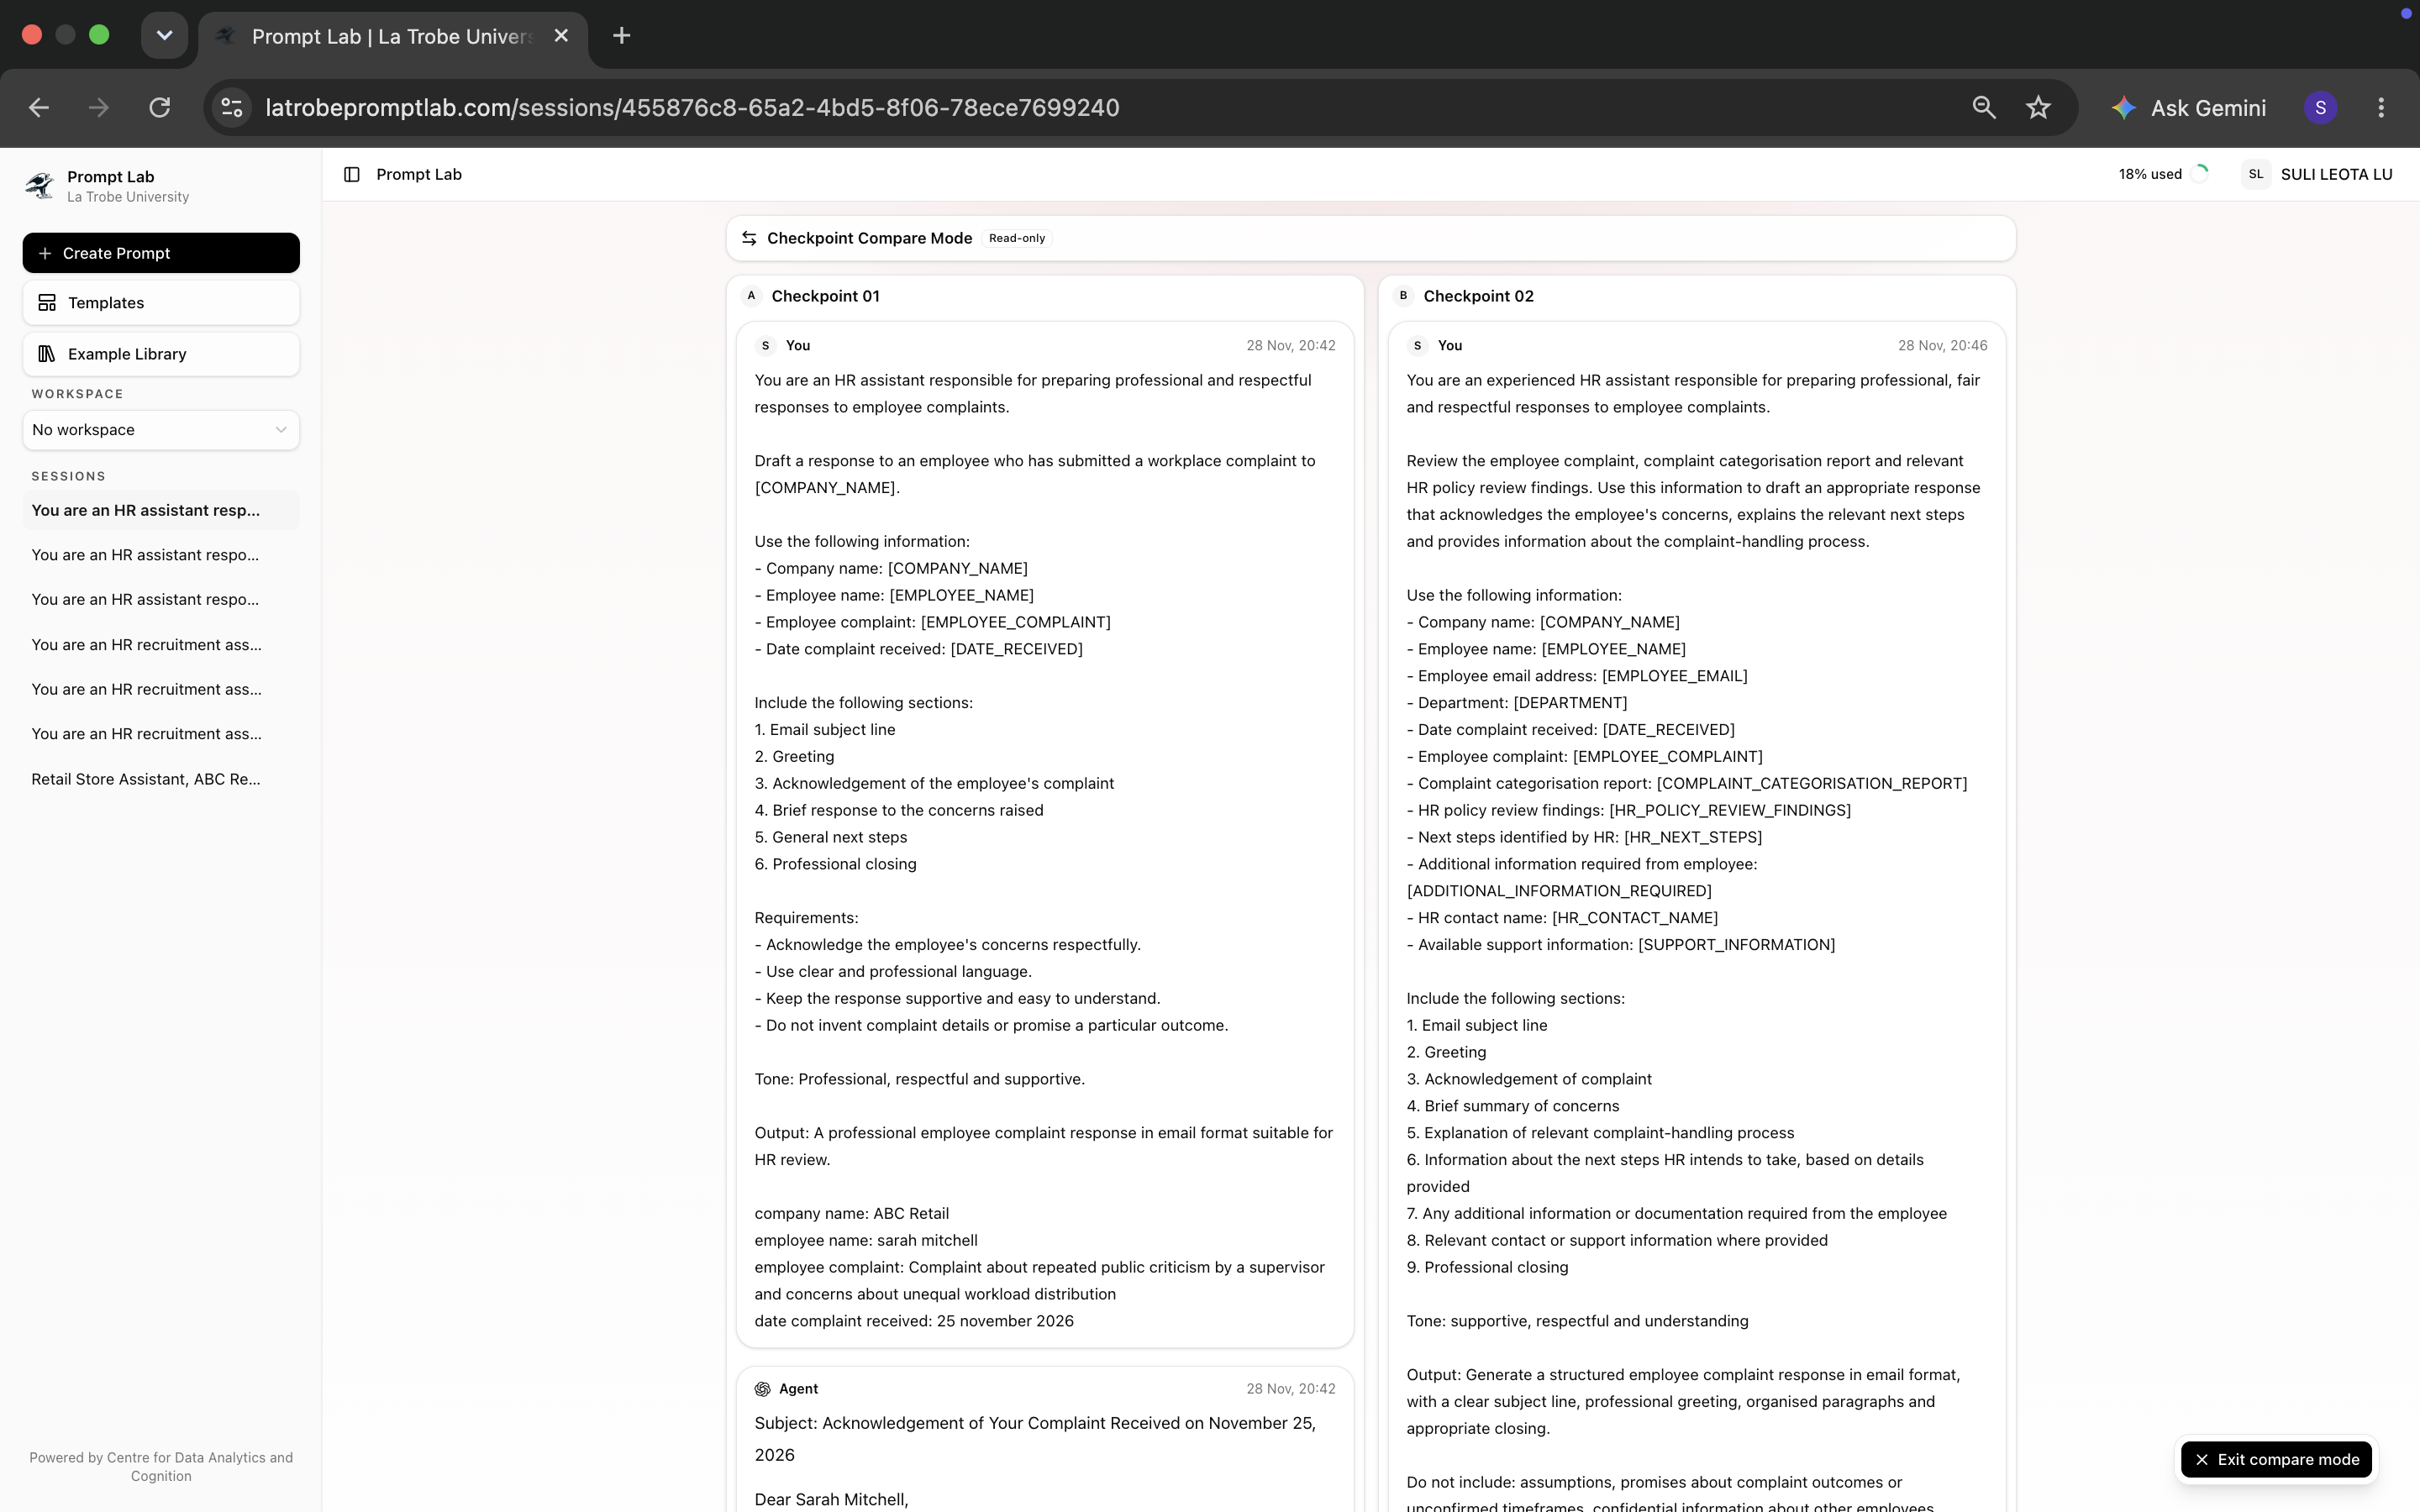 Prompt Lab | La Trobe Univers
latrobepromptlab.com/sessions/455876c8-65a2-4bd5-8f06-78ece7699240
Ask Gemini
S
Prompt Lab
La Trobe University
Create Prompt
Templates
Example Library
WORKSPACE
No workspace
SESSIONS
You are an HR assistant resp...
You are an HR assistant respo...
You are an HR assistant respo...
You are an HR recruitment ass...
You are an HR recruitment ass...
You are an HR recruitment ass...
Retail Store Assistant, ABC Re...
Powered by Centre for Data Analytics and
Cognition
Prompt Lab
18% used
SL
SULI LEOTA LU
Checkpoint Compare Mode
Read-only
A
Checkpoint 01
S
You
28 Nov, 20:42
You are an HR assistant responsible for preparing professional and respectful
responses to employee complaints.
Draft a response to an employee who has submitted a workplace complaint to
[COMPANY_NAME].
Use the following information:
- Company name: [COMPANY_NAME]
- Employee name: [EMPLOYEE_NAME]
- Employee complaint: [EMPLOYEE_COMPLAINT]
- Date complaint received: [DATE_RECEIVED]
Include the following sections:
1. Email subject line
2. Greeting
3. Acknowledgement of the employee's complaint
4. Brief response to the concerns raised
5. General next steps
6. Professional closing
Requirements:
- Acknowledge the employee's concerns respectfully.
- Use clear and professional language.
- Keep the response supportive and easy to understand.
- Do not invent complaint details or promise a particular outcome.
Tone: Professional, respectful and supportive.
Output: A professional employee complaint response in email format suitable for
HR review.
company name: ABC Retail
employee name: sarah mitchell
employee complaint: Complaint about repeated public criticism by a supervisor
and concerns about unequal workload distribution
date complaint received: 25 november 2026
Agent
28 Nov, 20:42
Subject: Acknowledgement of Your Complaint Received on November 25,
2026
Dear Sarah Mitchell,
B
Checkpoint 02
S
You
28 Nov, 20:46
You are an experienced HR assistant responsible for preparing professional, fair
and respectful responses to employee complaints.
Review the employee complaint, complaint categorisation report and relevant
HR policy review findings. Use this information to draft an appropriate response
that acknowledges the employee's concerns, explains the relevant next steps
and provides information about the complaint-handling process.
Use the following information:
- Company name: [COMPANY_NAME]
- Employee name: [EMPLOYEE_NAME]
- Employee email address: [EMPLOYEE_EMAIL]
- Department: [DEPARTMENT]
- Date complaint received: [DATE_RECEIVED]
- Employee complaint: [EMPLOYEE_COMPLAINT]
- Complaint categorisation report: [COMPLAINT_CATEGORISATION_REPORT]
- HR policy review findings: [HR_POLICY_REVIEW_FINDINGS]
- Next steps identified by HR: [HR_NEXT_STEPS]
- Additional information required from employee:
[ADDITIONAL_INFORMATION_REQUIRED]
- HR contact name: [HR_CONTACT_NAME]
- Available support information: [SUPPORT_INFORMATION]
Include the following sections:
1. Email subject line
2. Greeting
3. Acknowledgement of complaint
4. Brief summary of concerns
5. Explanation of relevant complaint-handling process
6. Information about the next steps HR intends to take, based on details
provided
7. Any additional information or documentation required from the employee
8. Relevant contact or support information where provided
9. Professional closing
Tone: supportive, respectful and understanding
Output: Generate a structured employee complaint response in email format,
with a clear subject line, professional greeting, organised paragraphs and
appropriate closing.
Do not include: assumptions, promises about complaint outcomes or
unconfirmed timeframes, confidential information about other employees
Exit compare mode